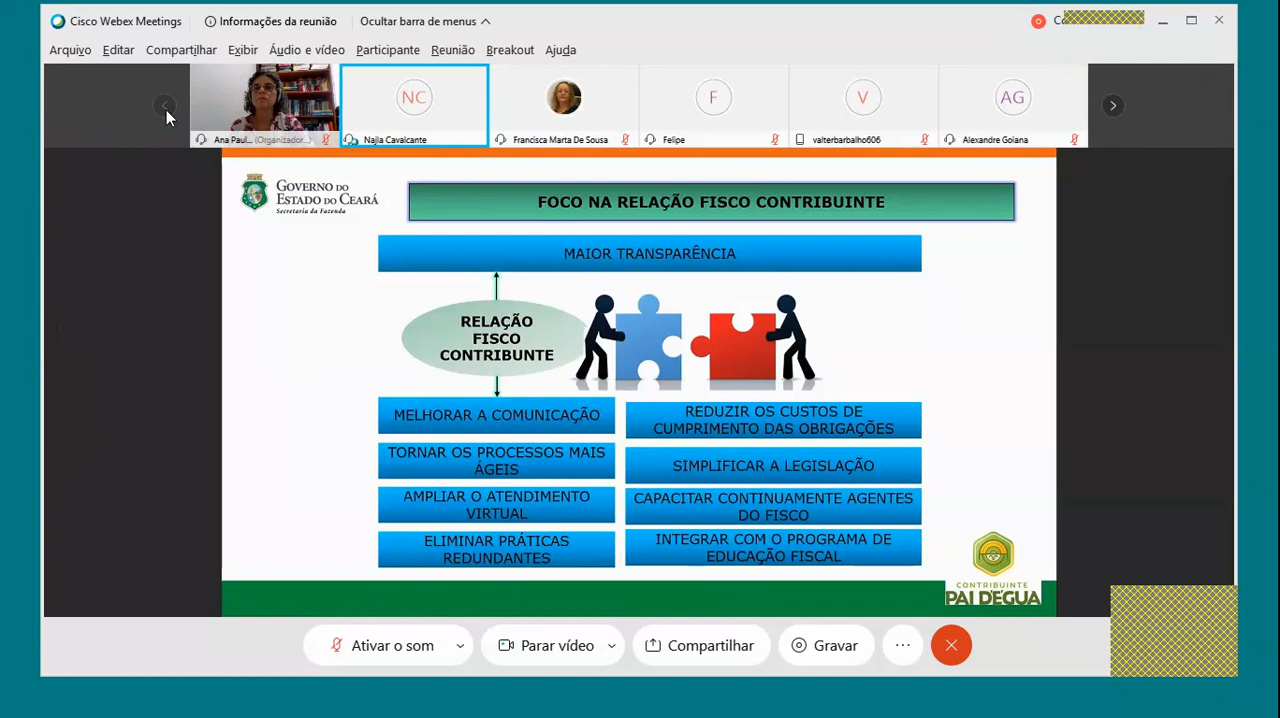 Cisco Webex Meetings
Informações da reunião
Ocultar barra de menus
Arquivo Editar Compartilhar Exibir Áudio e vídeo Participante Reunião Breakout Ajuda
NC F V AG
Ana Paul... (Organizador... Najla Cavalcante Francisca Marta De Sousa Felipe valterbarbalho606 Alexandre Goiana
GOVERNO DO
ESTADO DO CEARÁ
Secretaria da Fazenda
FOCO NA RELAÇÃO FISCO CONTRIBUINTE
MAIOR TRANSPARÊNCIA
RELAÇÃO
FISCO
CONTRIBUNTE
MELHORAR A COMUNICAÇÃO
TORNAR OS PROCESSOS MAIS
ÁGEIS
AMPLIAR O ATENDIMENTO
VIRTUAL
ELIMINAR PRÁTICAS
REDUNDANTES
REDUZIR OS CUSTOS DE
CUMPRIMENTO DAS OBRIGAÇÕES
SIMPLIFICAR A LEGISLAÇÃO
CAPACITAR CONTINUAMENTE AGENTES
DO FISCO
INTEGRAR COM O PROGRAMA DE
EDUCAÇÃO FISCAL
CONTRIBUINTE
PAI D'ÉGUA
Ativar o som Parar vídeo Compartilhar Gravar ...